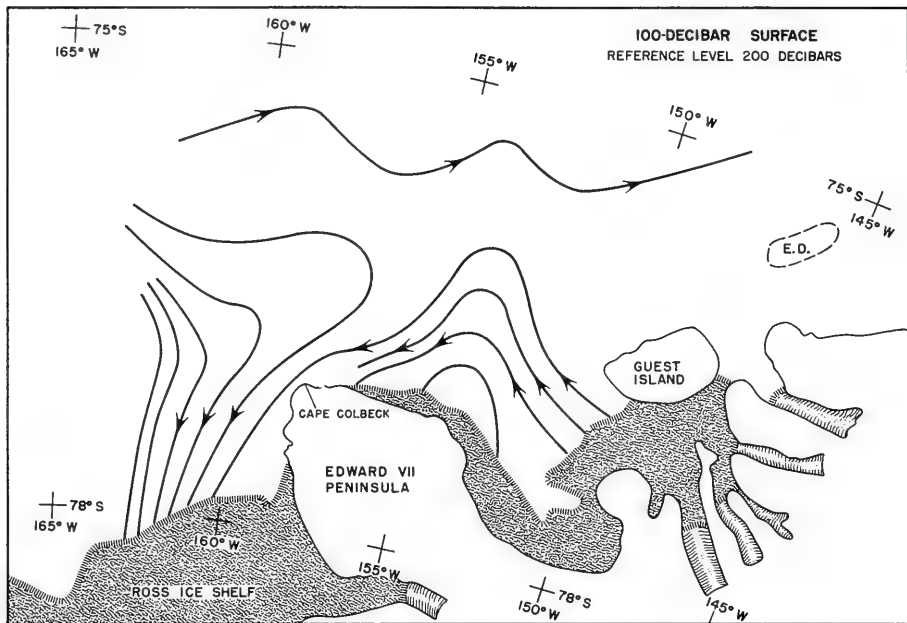 75°S
165°W
160°W
100-DECIBAR SURFACE
REFERENCE LEVEL 200 DECIBARS
155°W
150°W
75°S
145°W
E.D.
GUEST
ISLAND
CAPE COLBECK
EDWARD VII
PENINSULA
78°S
165°W
160°W
155°W
78°S
150°W
145°W
ROSS ICE SHELF